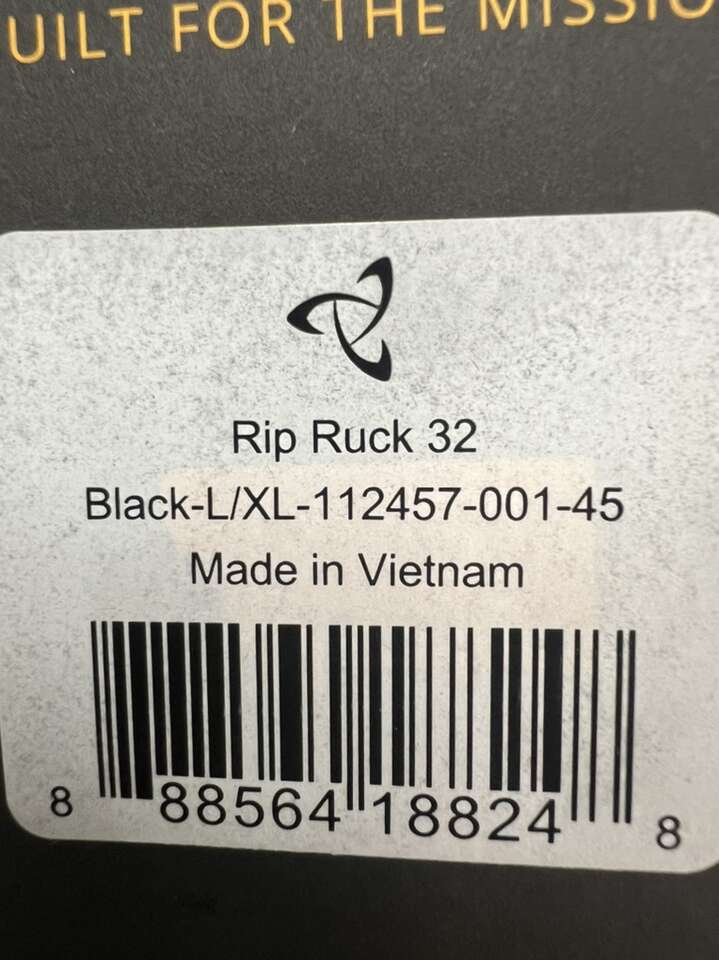 UILT FOR THE MISSIO
Rip Ruck 32
Black-L/XL-112457-001-45
Made in Vietnam
8 88564 18824 8